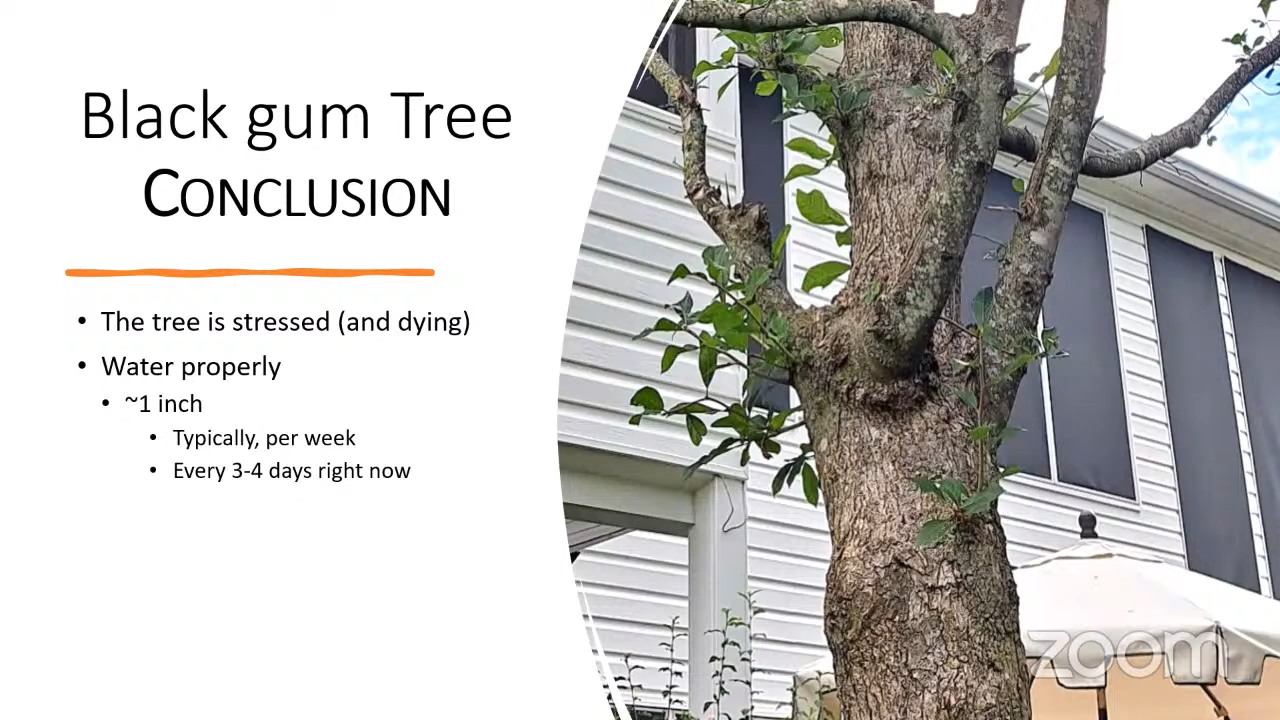 Black gum Tree
CONCLUSION
• The tree is stressed (and dying)
• Water properly
• ~1 inch
• Typically, per week
• Every 3-4 days right now
zoom